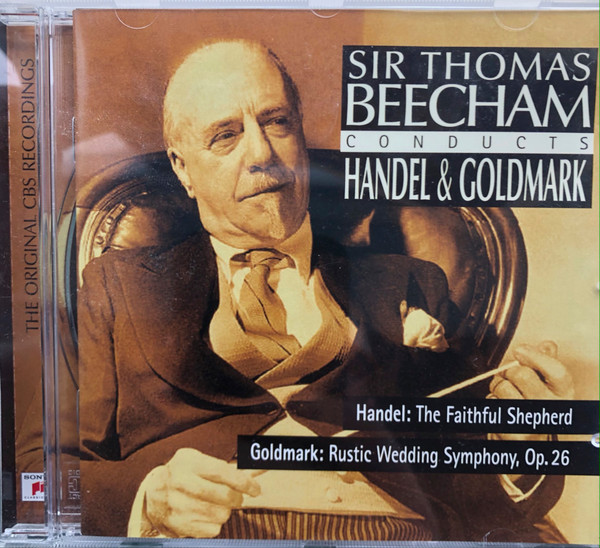 SIR THOMAS
BEECHAM
CONDUCTS
HANDEL & GOLDMARK
Handel: The Faithful Shepherd
Goldmark: Rustic Wedding Symphony, Op. 26
THE ORIGINAL CBS RECORDINGS
SONY